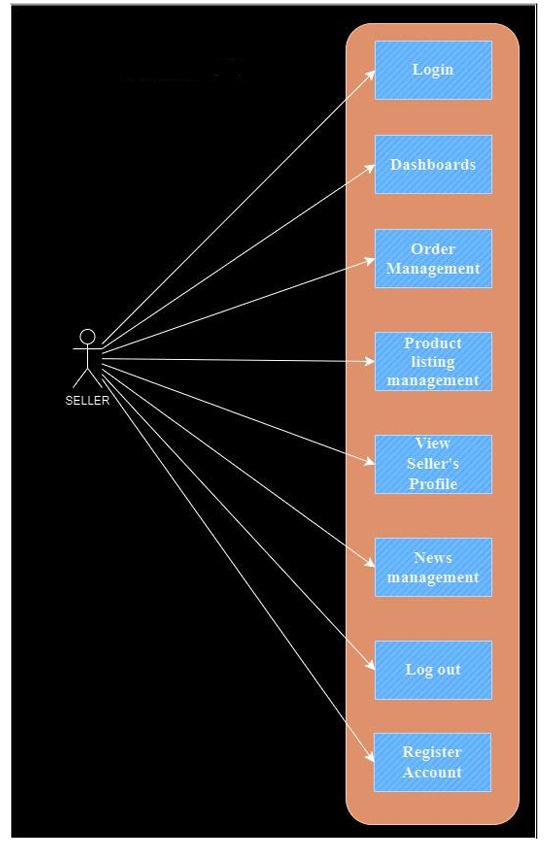 Login
Dashboards
Order
Management
Product
listing
management
SELLER
View
Seller's
Profile
News
management
Log out
Register
Account